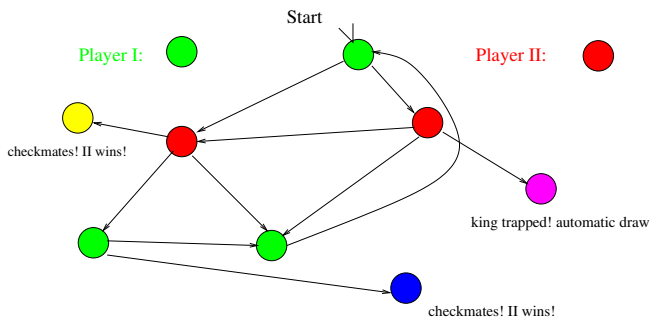 Start
Player I:
Player II:
checkmates! II wins!
king trapped! automatic draw
checkmates! II wins!